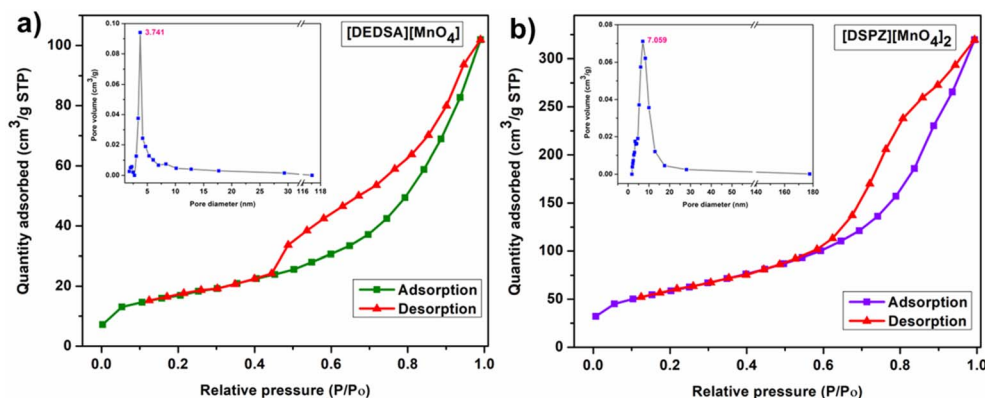 a)
[DEDSA][MnO4]
Quantity adsorbed (cm3/g STP)
100
80
60
40
20
0
0.0 0.2 0.4 0.6 0.8 1.0
Relative pressure (P/Po)
Adsorption
Desorption
3.741
Pore volume (cm3/g)
0.10
0.08
0.06
0.04
0.02
0.00
5 10 15 20 25 30 116 118
Pore diameter (nm)
b)
[DSPZ][MnO4]2
Quantity adsorbed (cm3/g STP)
300
250
200
150
100
50
0
0.0 0.2 0.4 0.6 0.8 1.0
Relative pressure (P/Po)
Adsorption
Desorption
7.059
Pore volume (cm3/g)
0.08
0.06
0.04
0.02
0.00
0 10 20 30 40 50 180
Pore diameter (nm)